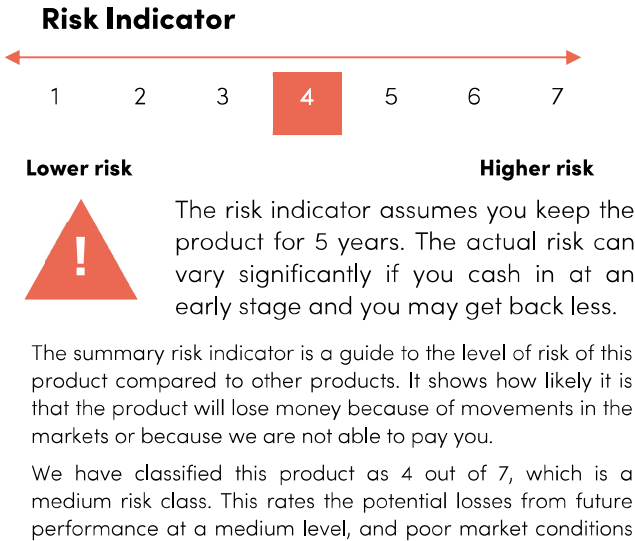 Risk Indicator
1 2 3 4 5 6 7
Lower risk Higher risk
!
The risk indicator assumes you keep the
product for 5 years. The actual risk can
vary significantly if you cash in at an
early stage and you may get back less.
The summary risk indicator is a guide to the level of risk of this
product compared to other products. It shows how likely it is
that the product will lose money because of movements in the
markets or because we are not able to pay you.
We have classified this product as 4 out of 7, which is a
medium risk class. This rates the potential losses from future
performance at a medium level, and poor market conditions